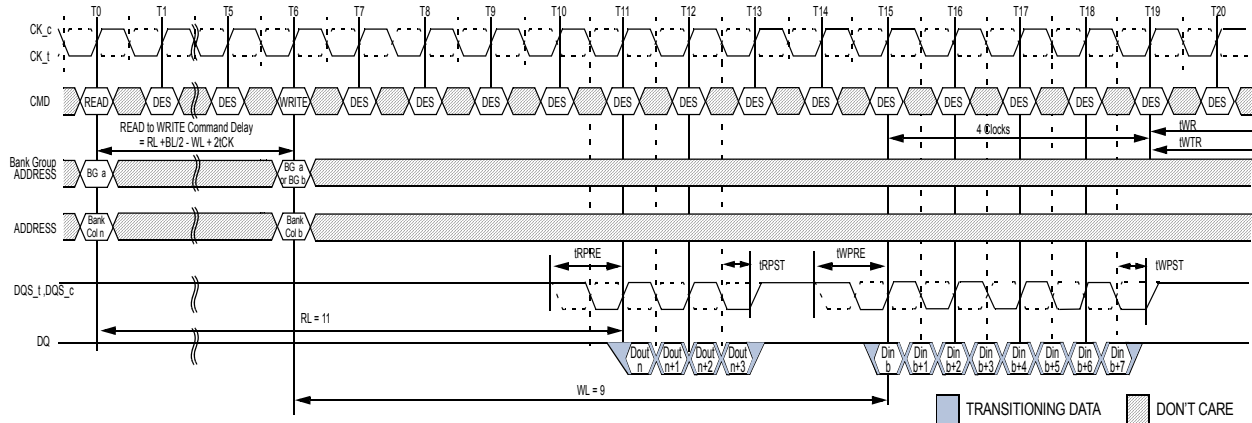 T0 T1 T5 T6 T7 T8 T9 T10 T11 T12 T13 T14 T15 T16 T17 T18 T19 T20
CK_c
CK_t
CMD READ DES DES WRITE DES DES DES DES DES DES DES DES DES DES DES DES DES DES
READ to WRITE Command Delay
= RL +BL/2 - WL + 2tCK
4 Clocks
tWR
tWTR
Bank Group
ADDRESS
BG a
BG a
or BG b
ADDRESS
Bank
Col n
Bank
Col b
tRPRE tRPST tWPRE tWPST
DQS_t ,DQS_c
RL = 11
DQ
Dout
n
Dout
n+1
Dout
n+2
Dout
n+3
Din
b
Din
b+1
Din
b+2
Din
b+3
Din
b+4
Din
b+5
Din
b+6
Din
b+7
WL = 9
TRANSITIONING DATA DON'T CARE